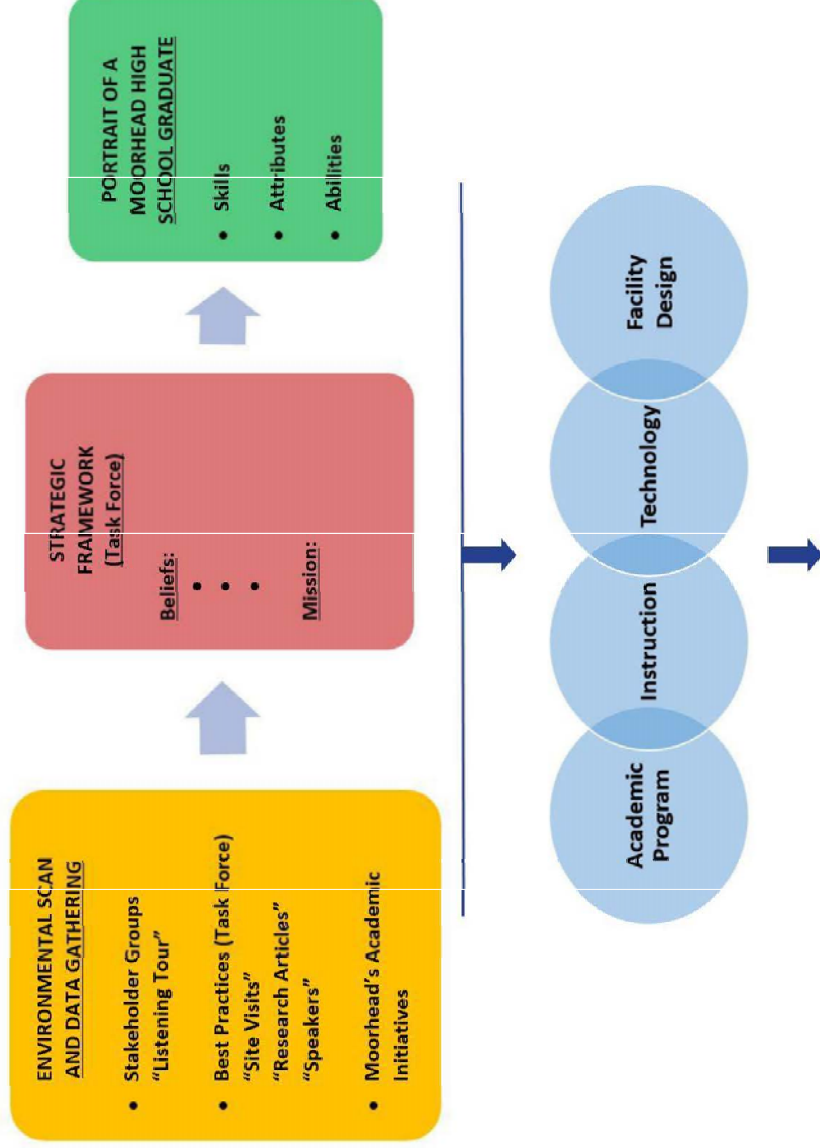 ENVIRONMENTAL SCAN
AND DATA GATHERING
• Stakeholder Groups
“Listening Tour”
• Best Practices (Task Force)
“Site Visits”
“Research Articles”
“Speakers”
• Moorhead’s Academic
Initiatives
STRATEGIC
FRAMEWORK
(Task Force)
Beliefs:
•
•
•
Mission:
PORTRAIT OF A
MOORHEAD HIGH
SCHOOL GRADUATE
• Skills
• Attributes
• Abilities
Academic
Program
Instruction
Technology
Facility
Design